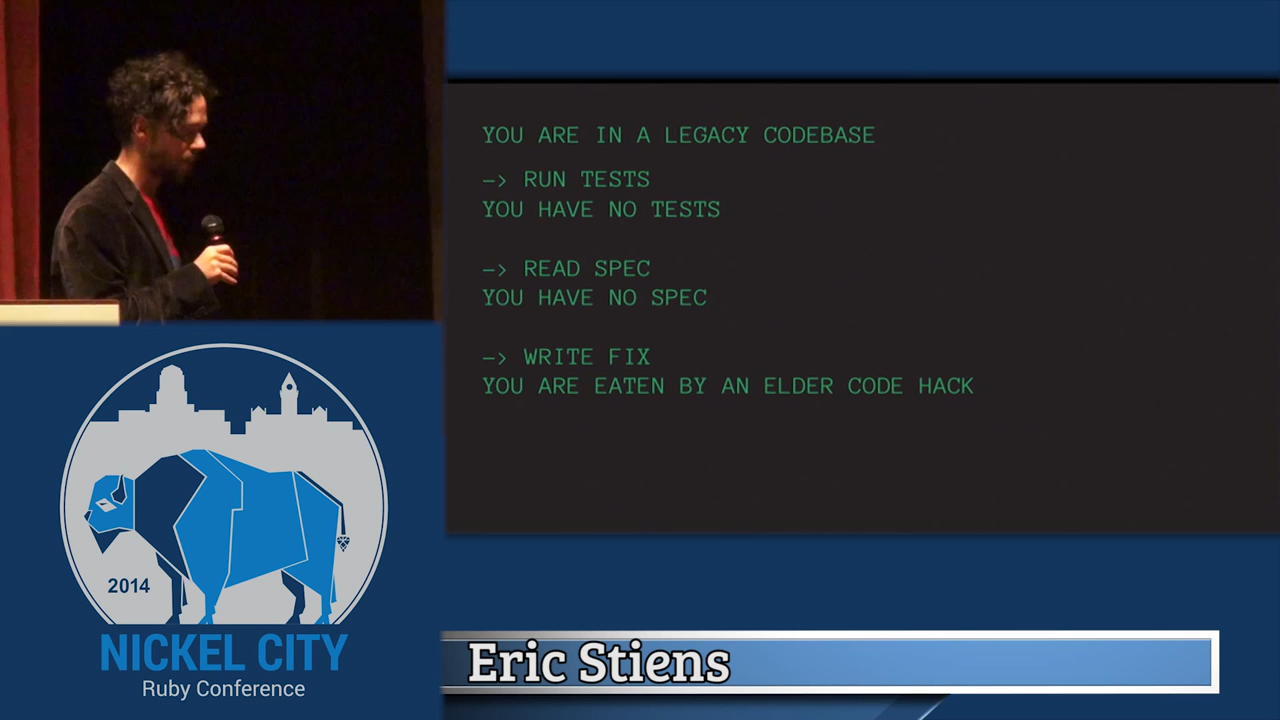 YOU ARE IN A LEGACY CODEBASE
—> RUN TESTS
YOU HAVE NO TESTS
—> READ SPEC
YOU HAVE NO SPEC
—> WRITE FIX
YOU ARE EATEN BY AN ELDER CODE HACK
2014
NICKEL CITY
Ruby Conference
Eric Stiens